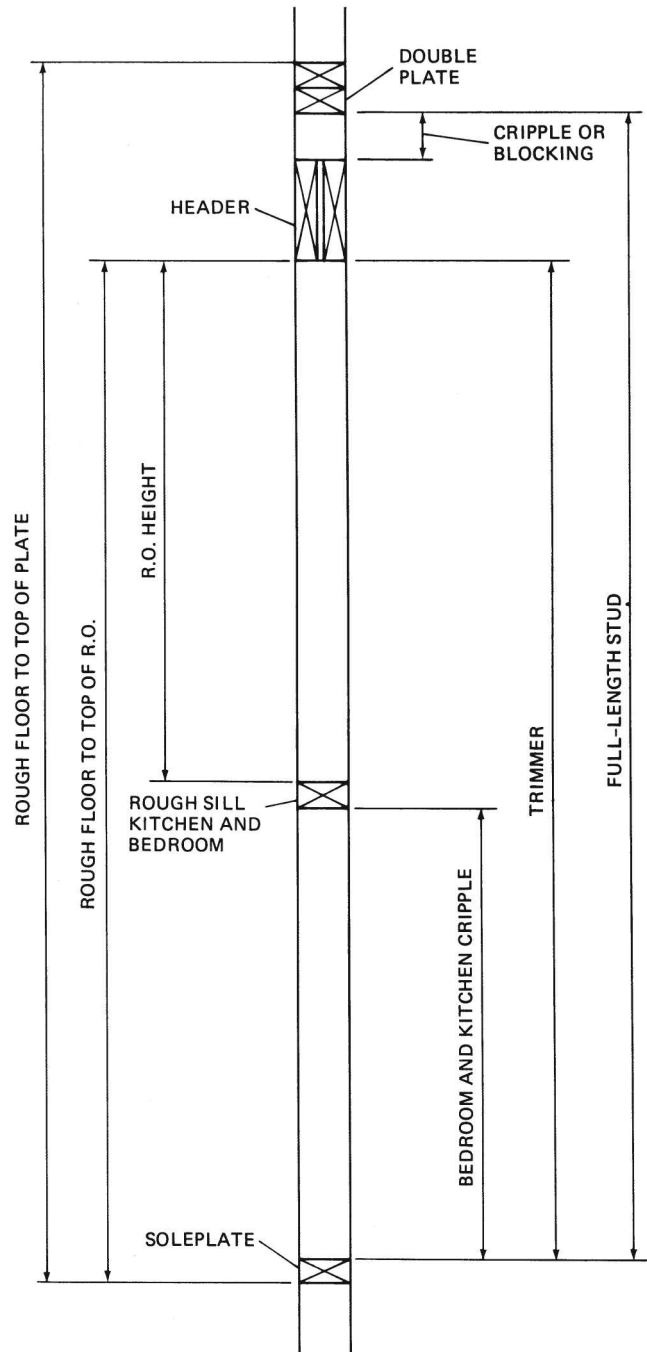 DOUBLE
PLATE
CRIPPLE OR
BLOCKING
HEADER
ROUGH FLOOR TO TOP OF PLATE
ROUGH FLOOR TO TOP OF R.O.
R.O. HEIGHT
ROUGH SILL
KITCHEN AND
BEDROOM
BEDROOM AND KITCHEN CRIPPLE
TRIMMER
FULL-LENGTH STUD
SOLEPLATE